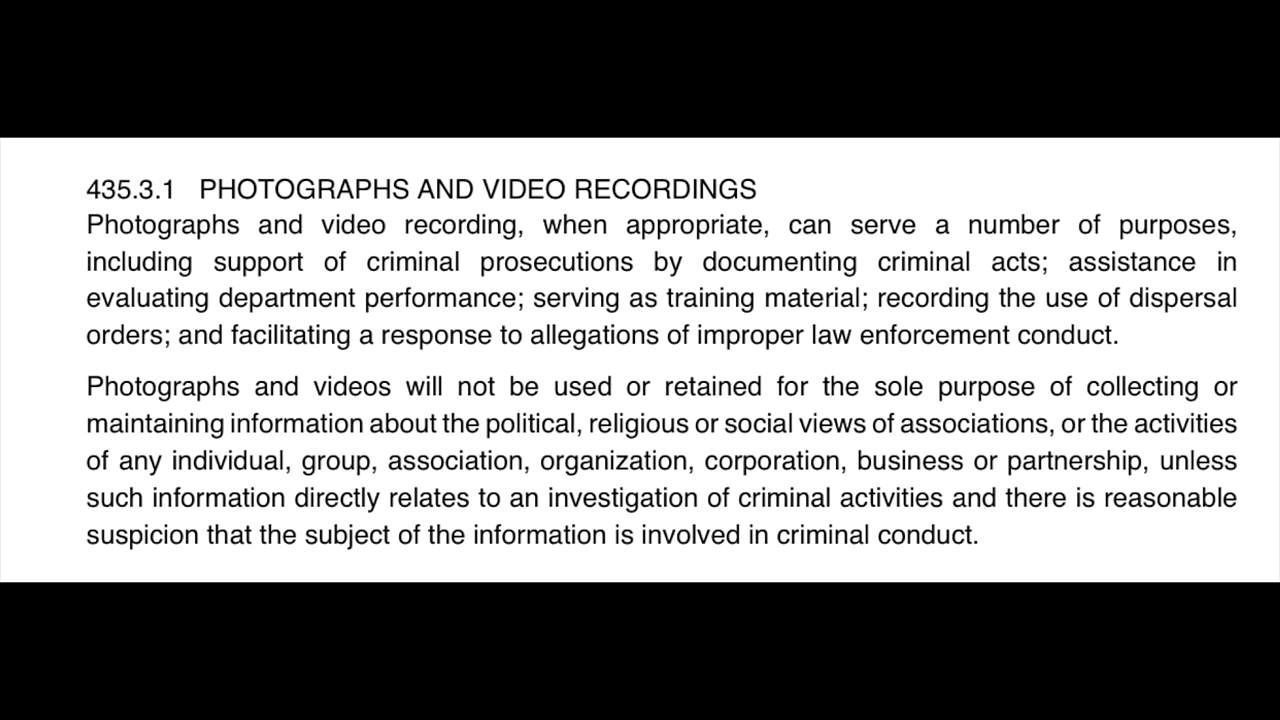 435.3.1 PHOTOGRAPHS AND VIDEO RECORDINGS
Photographs and video recording, when appropriate, can serve a number of purposes,
including support of criminal prosecutions by documenting criminal acts; assistance in
evaluating department performance; serving as training material; recording the use of dispersal
orders; and facilitating a response to allegations of improper law enforcement conduct.
Photographs and videos will not be used or retained for the sole purpose of collecting or
maintaining information about the political, religious or social views of associations, or the activities
of any individual, group, association, organization, corporation, business or partnership, unless
such information directly relates to an investigation of criminal activities and there is reasonable
suspicion that the subject of the information is involved in criminal conduct.